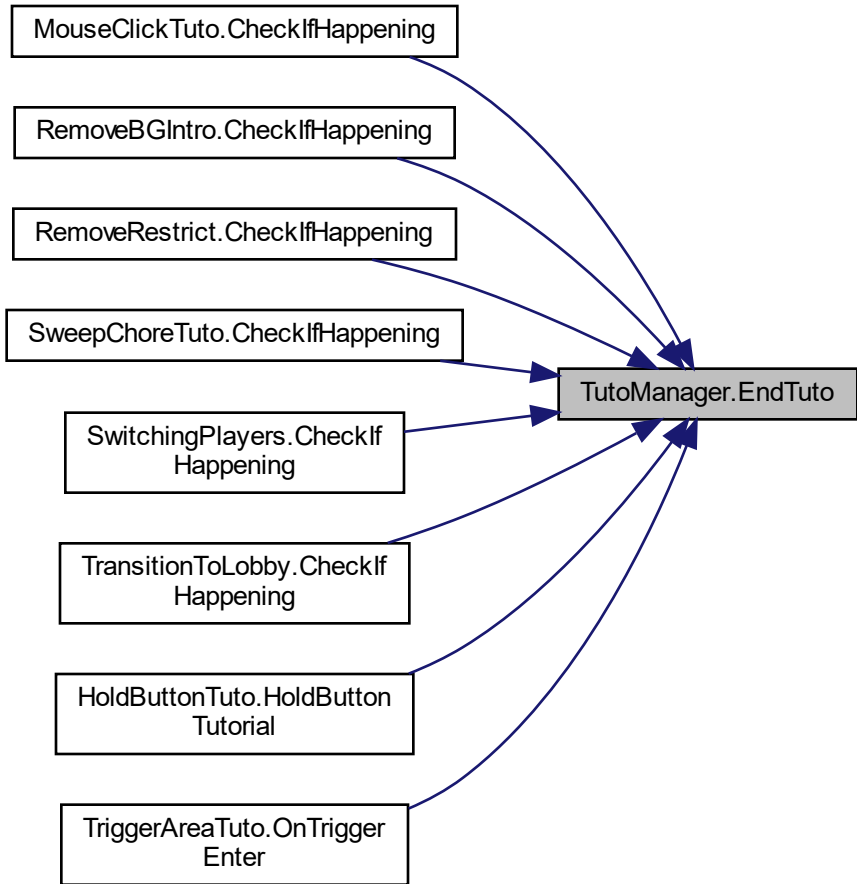 MouseClickTuto.CheckIfHappening
RemoveBGIntro.CheckIfHappening
RemoveRestrict.CheckIfHappening
SweepChoreTuto.CheckIfHappening
TutoManager.EndTuto
SwitchingPlayers.CheckIf
Happening
TransitionToLobby.CheckIf
Happening
HoldButtonTuto.HoldButton
Tutorial
TriggerAreaTuto.OnTrigger
Enter